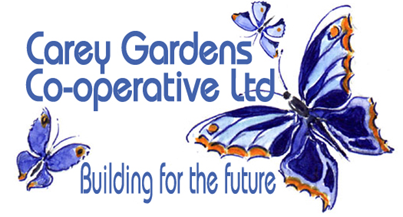 Carey Gardens
Co-operative Ltd
Building for the future